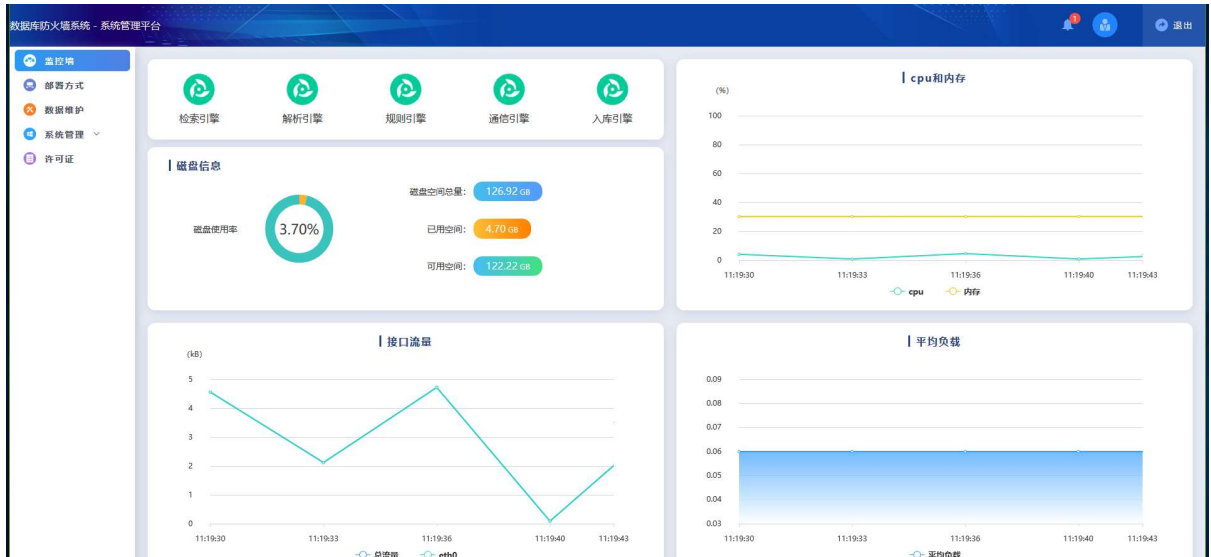 数据库防火墙系统 - 系统管理平台
1
退出
监控墙
部署方式
数据维护
系统管理
许可证
检索引擎
解析引擎
规则引擎
通信引擎
入库引擎
磁盘信息
磁盘使用率
3.70%
磁盘空间总量: 126.92 GB
已用空间: 4.70 GB
可用空间: 122.22 GB
cpu和内存
(%)
100
80
60
40
20
0
11:19:30 11:19:33 11:19:36 11:19:40 11:19:43
cpu 内存
接口流量
(kB)
5
4
3
2
1
0
11:19:30 11:19:33 11:19:36 11:19:40 11:19:43
总流量 eth0
平均负载
0.09
0.08
0.07
0.06
0.05
0.04
0.03
11:19:30 11:19:33 11:19:36 11:19:40 11:19:43
平均负载